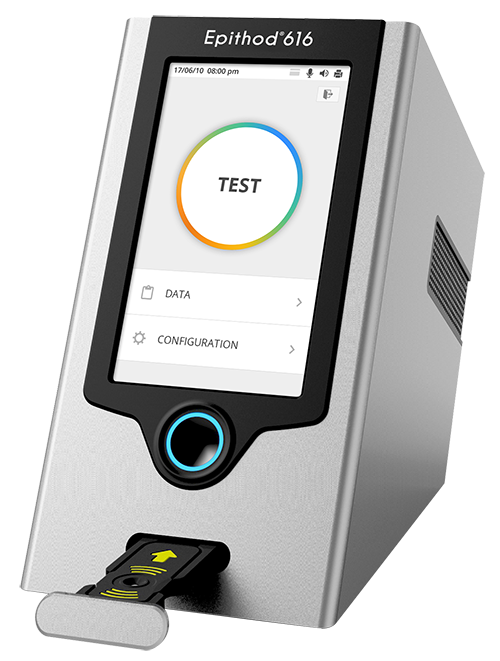 Epithod®616
17/06/10 08:00 pm
TEST
DATA
CONFIGURATION